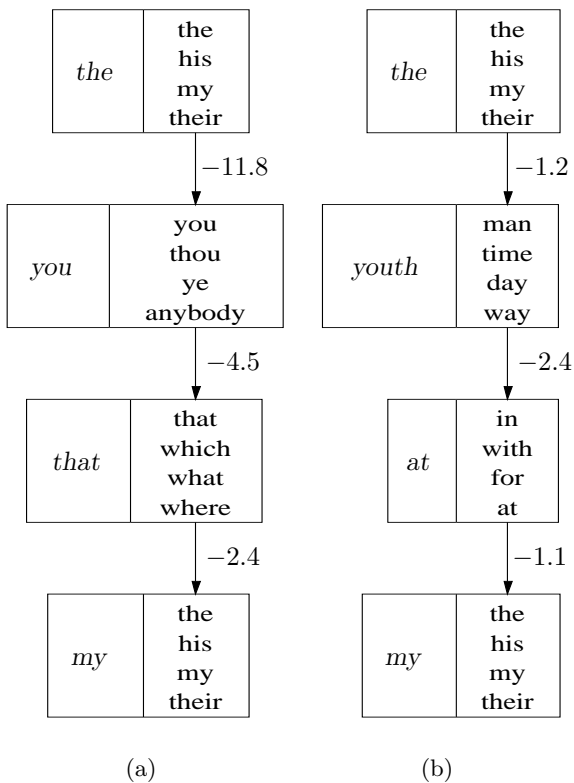 the
the
his
my
their
−11.8
you
you
thou
ye
anybody
−4.5
that
that
which
what
where
−2.4
my
the
his
my
their
(a)
the
the
his
my
their
−1.2
youth
man
time
day
way
−2.4
at
in
with
for
at
−1.1
my
the
his
my
their
(b)